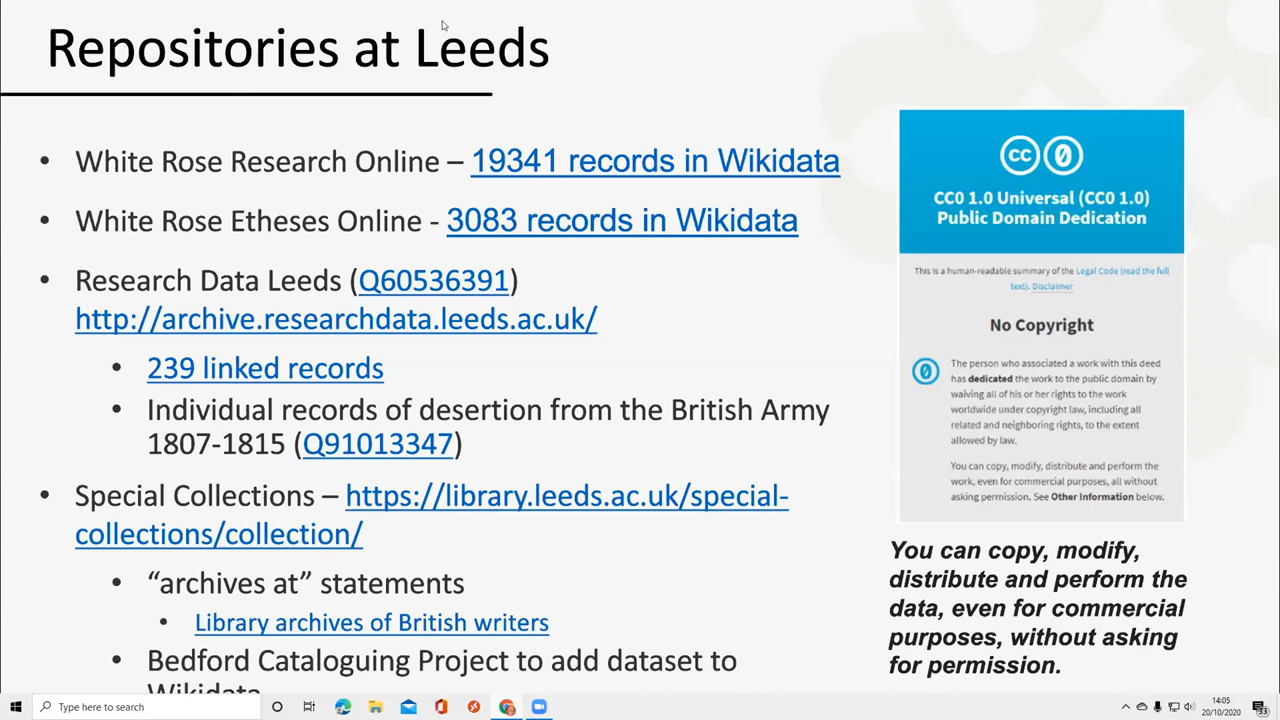 Repositories at Leeds
• White Rose Research Online – 19341 records in Wikidata
• White Rose Etheses Online - 3083 records in Wikidata
• Research Data Leeds (Q60536391)
http://archive.researchdata.leeds.ac.uk/
• 239 linked records
• Individual records of desertion from the British Army
1807-1815 (Q91013347)
• Special Collections – https://library.leeds.ac.uk/special-
collections/collection/
• “archives at” statements
• Library archives of British writers
• Bedford Cataloguing Project to add dataset to
Wikidata
CC0 1.0 Universal (CC0 1.0)
Public Domain Dedication
This is a human-readable summary of the Legal Code (read the full
text). Disclaimer
No Copyright
The person who associated a work with this deed
has dedicated the work to the public domain by
waiving all of his or her rights to the work
worldwide under copyright law, including all
related and neighboring rights, to the extent
allowed by law.
You can copy, modify, distribute and perform the
work, even for commercial purposes, all without
asking permission. See Other Information below.
You can copy, modify,
distribute and perform the
data, even for commercial
purposes, without asking
for permission.
Type here to search
14:05
20/10/2020
33